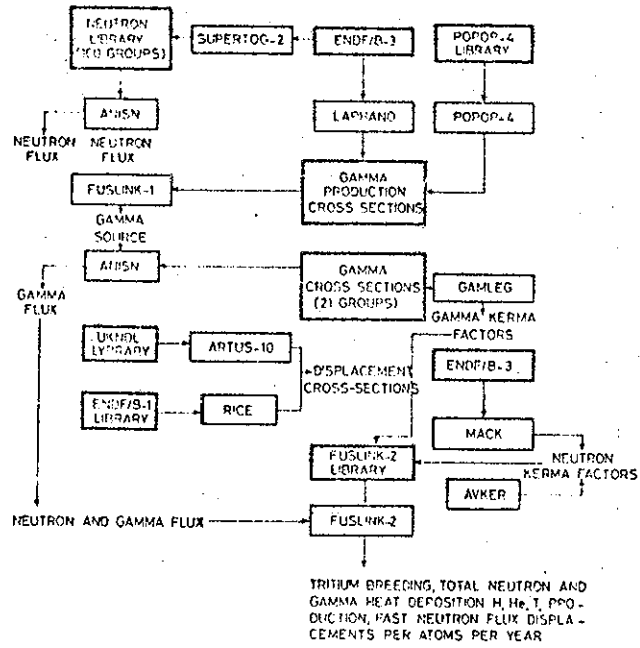 NEUTRON
LIBRARY
(100 GROUPS)
SUPERTOG-2
ENDF/B-3
POPOP-4
LIBRARY
ANISN
LAPHANO
POPOP-4
NEUTRON
FLUX
NEUTRON
FLUX
GAMMA
PRODUCTION
CROSS SECTIONS
FUSLINK-1
GAMMA
SOURCE
ANISN
GAMMA
CROSS SECTIONS
(21 GROUPS)
GAMLEG
GAMMA
FLUX
GAMMA KERMA
FACTORS
UKNDL
LYBRARY
ARTUS-10
DISPLACEMENT
CROSS-SECTIONS
ENDF/B-3
ENDF/B-1
LIBRARY
RICE
MACK
FUSLINK-2
LIBRARY
NEUTRON
KERMA FACTORS
AVKER
NEUTRON AND GAMMA FLUX
FUSLINK-2
TRITIUM BREEDING, TOTAL NEUTRON AND
GAMMA HEAT DEPOSITION H, He, T, PRO-
DUCTION, FAST NEUTRON FLUX DISPLA-
CEMENTS PER ATOMS PER YEAR